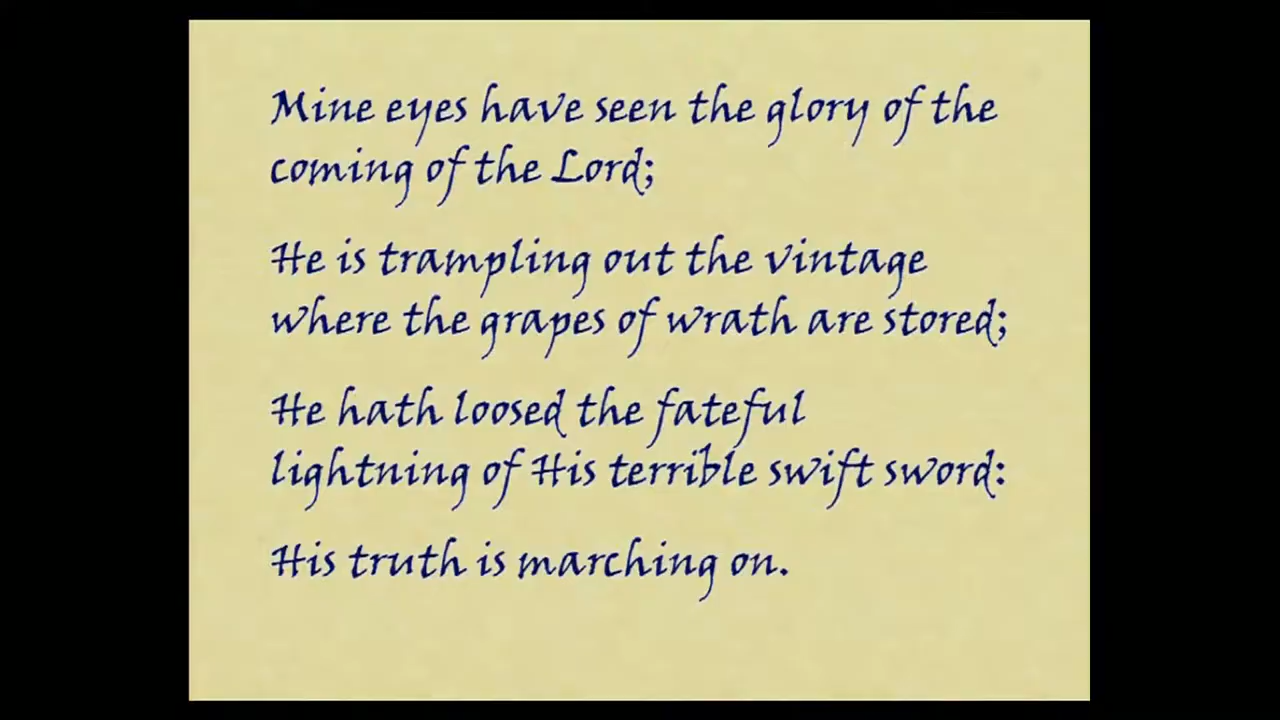 Mine eyes have seen the glory of the
coming of the Lord;
He is trampling out the vintage
where the grapes of wrath are stored;
He hath loosed the fateful
lightning of His terrible swift sword:
His truth is marching on.